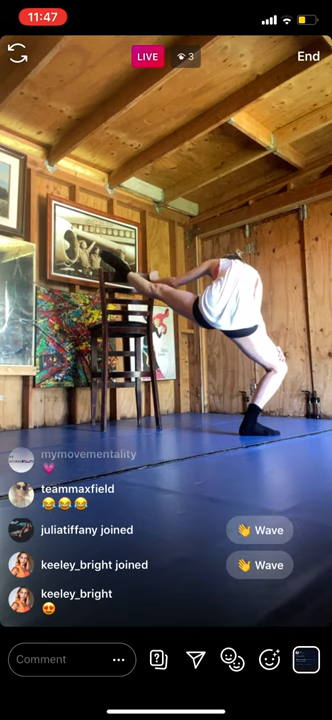 11:47
LIVE
3
End
mymovementality
teammaxfield
juliatiffany joined
Wave
keeley_bright joined
Wave
keeley_bright
Comment